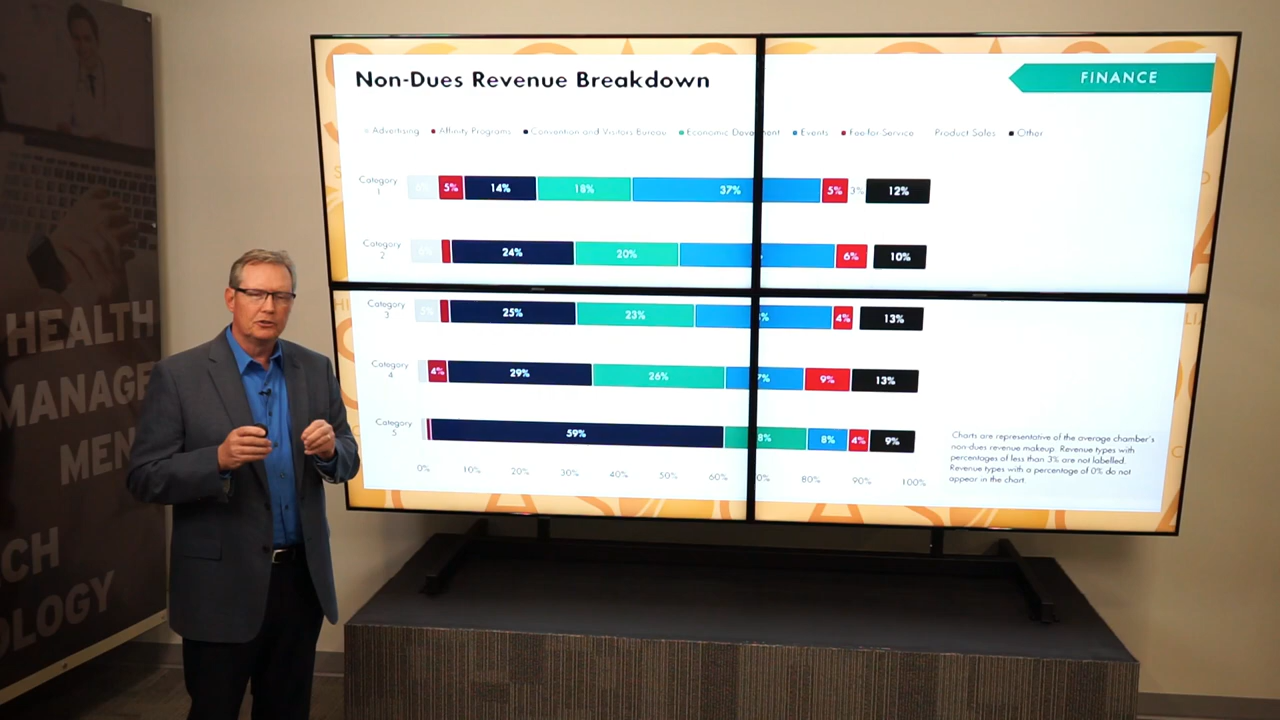 Non-Dues Revenue Breakdown
FINANCE
Advertising Affinity Programs Convention and Visitors Bureau Economic Events Fee for Service Product Sales Other
Category 1
5% 14% 18% 37% 5% 3% 12%
Category 2
6% 24% 20% 6% 10%
Category 3
5% 25% 23% 4% 13%
Category 4
4% 29% 26% 9% 13%
Category 5
59% 8% 4% 9%
0% 10% 20% 30% 40% 50% 60% 80% 90% 100%
Charts are representative of the average chamber's
non-dues revenue makeup. Revenue types with
percentages of less than 3% are not labelled.
Revenue types with a percentage of 0% do not
appear in the chart.
HEALTH
MANAGE
MEN
CH
OLOGY